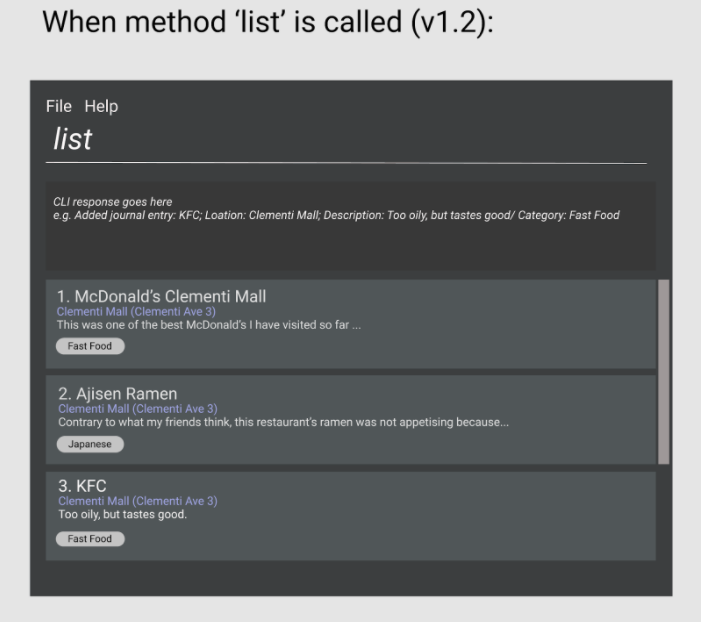 When method ‘list’ is called (v1.2):
File Help
list
CLI response goes here
e.g. Added journal entry: KFC; Loation: Clementi Mall; Description: Too oily, but tastes good/ Category: Fast Food
1. McDonald’s Clementi Mall
Clementi Mall (Clementi Ave 3)
This was one of the best McDonald’s I have visited so far ...
Fast Food
2. Ajisen Ramen
Clementi Mall (Clementi Ave 3)
Contrary to what my friends think, this restaurant’s ramen was not appetising because...
Japanese
3. KFC
Clementi Mall (Clementi Ave 3)
Too oily, but tastes good.
Fast Food